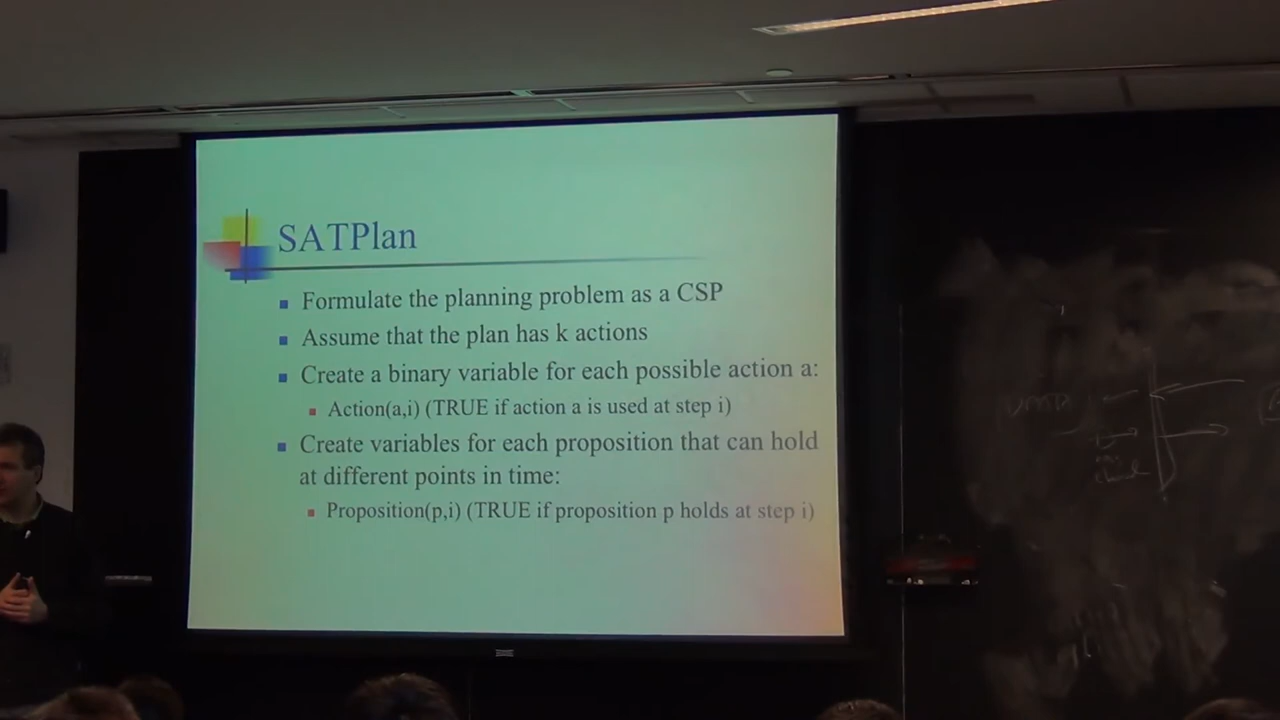 SATPlan
Formulate the planning problem as a CSP
Assume that the plan has k actions
Create a binary variable for each possible action a:
Action(a,i) (TRUE if action a is used at step i)
Create variables for each proposition that can hold
at different points in time:
Proposition(p,i) (TRUE if proposition p holds at step i)